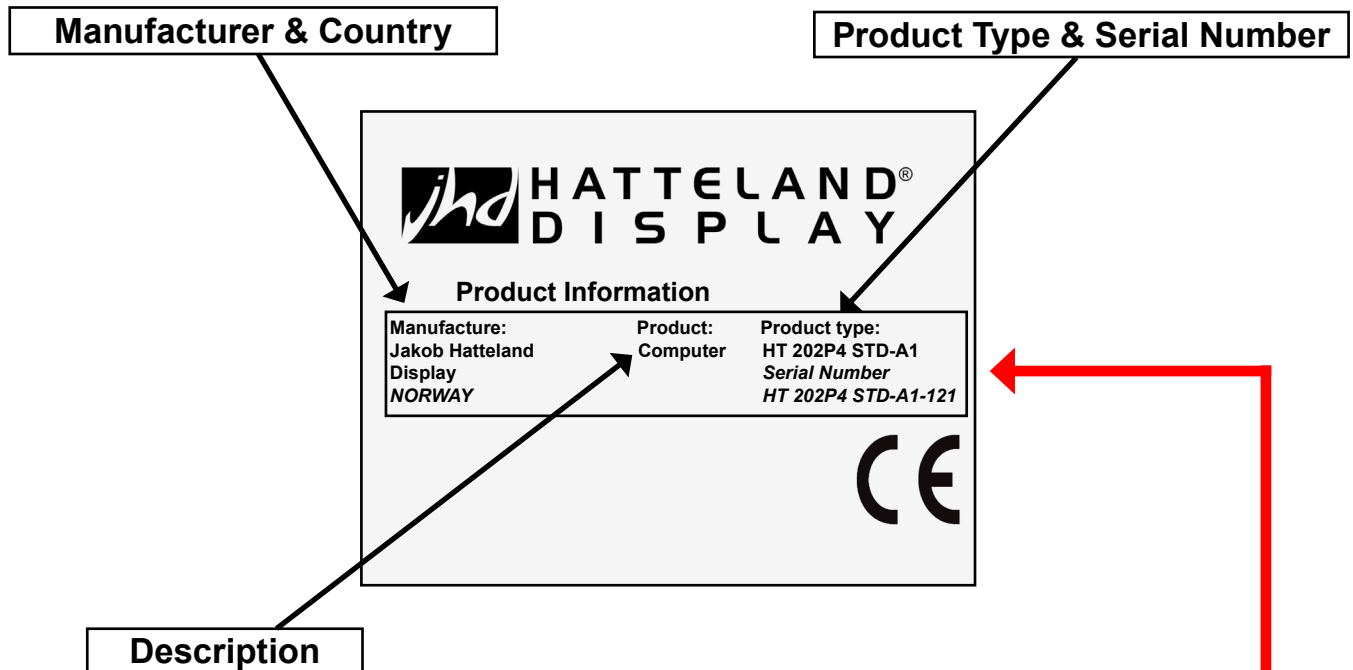 Manufacturer & Country
Product Type & Serial Number
jhd HATTELAND®
DISPLAY
Product Information
Manufacture: Product: Product type:
Jakob Hatteland Computer HT 202P4 STD-A1
Display Serial Number
NORWAY HT 202P4 STD-A1-121
CE
Description